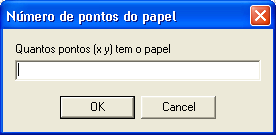 Número de pontos do papel
Quantos pontos (x y) tem o papel
OK
Cancel